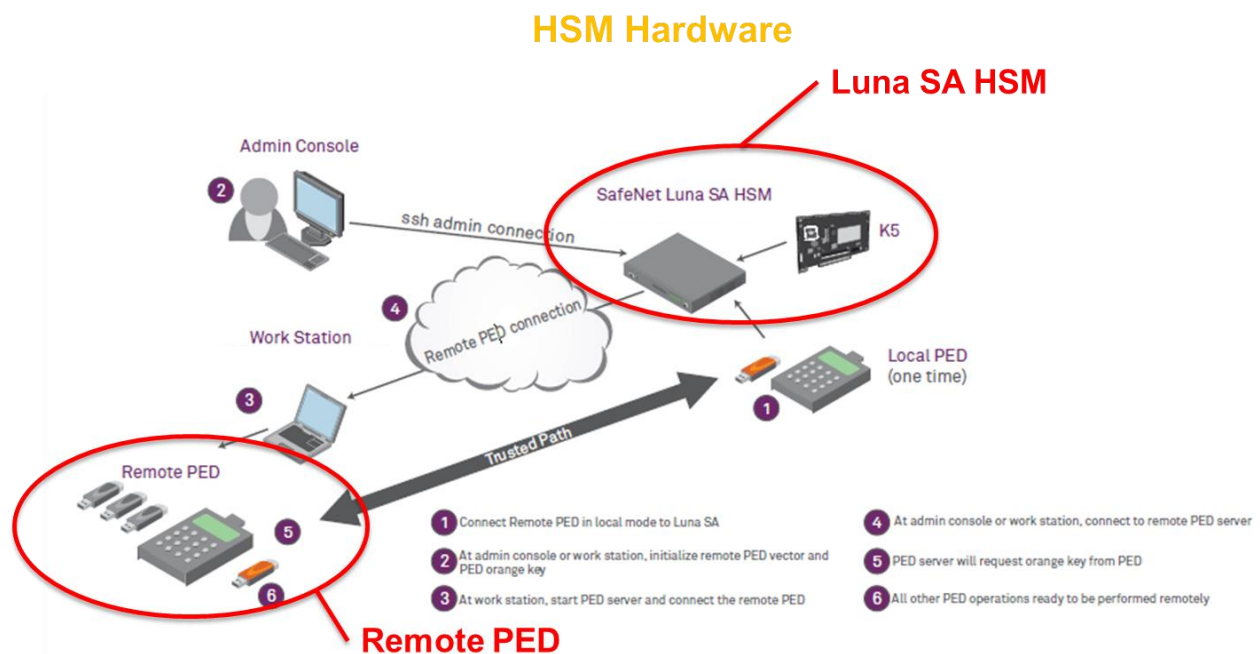 HSM Hardware
Luna SA HSM
Admin Console
2
SafeNet Luna SA HSM
K5
ssh admin connection
4
Remote PED connection
Work Station
3
Local PED
(one time)
1
Trusted Path
Remote PED
5
6
1 Connect Remote PED in local mode to Luna SA
2 At admin console or work station, initialize remote PED vector and
PED orange key
3 At work station, start PED server and connect the remote PED
4 At admin console or work station, connect to remote PED server
5 PED server will request orange key from PED
6 All other PED operations ready to be performed remotely
Remote PED